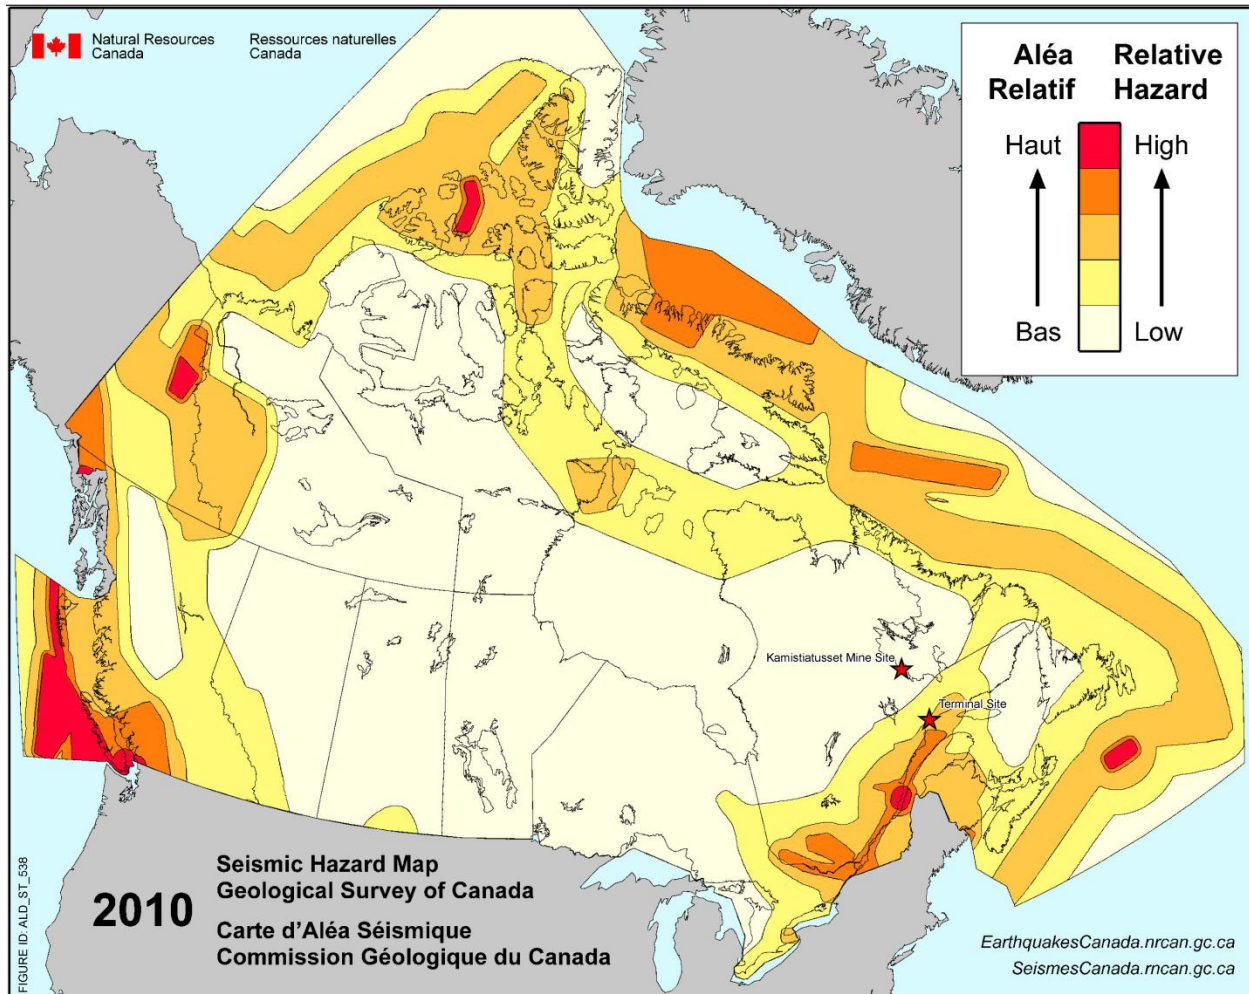 Natural Resources
Canada
Ressources naturelles
Canada
Aléa
Relatif
Relative
Hazard
Haut
High
Bas
Low
Kamistiatusset Mine Site
Terminal Site
2010
Seismic Hazard Map
Geological Survey of Canada
Carte d'Aléa Séismique
Commission Géologique du Canada
EarthquakesCanada.nrcan.gc.ca
SeismesCanada.rncan.gc.ca
FIGURE ID: ALD_ST_538